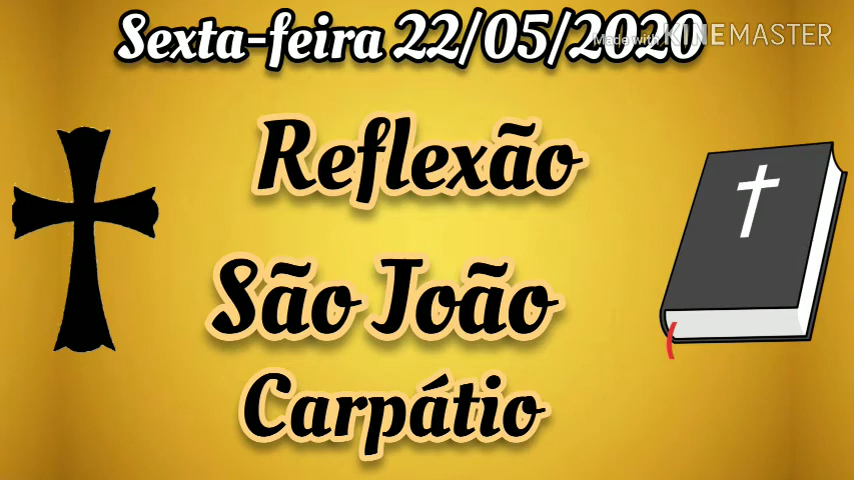 Sexta-feira 22/05/2020
Made with KINEMASTER
Reflexão
São João
Carpátio